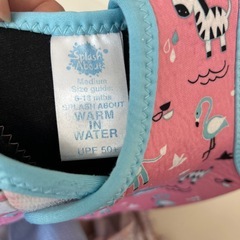 Splash
About
Medium
Size guide:
6-13 mths
SPLASH ABOUT
WARM
IN
WATER
UPF 50+